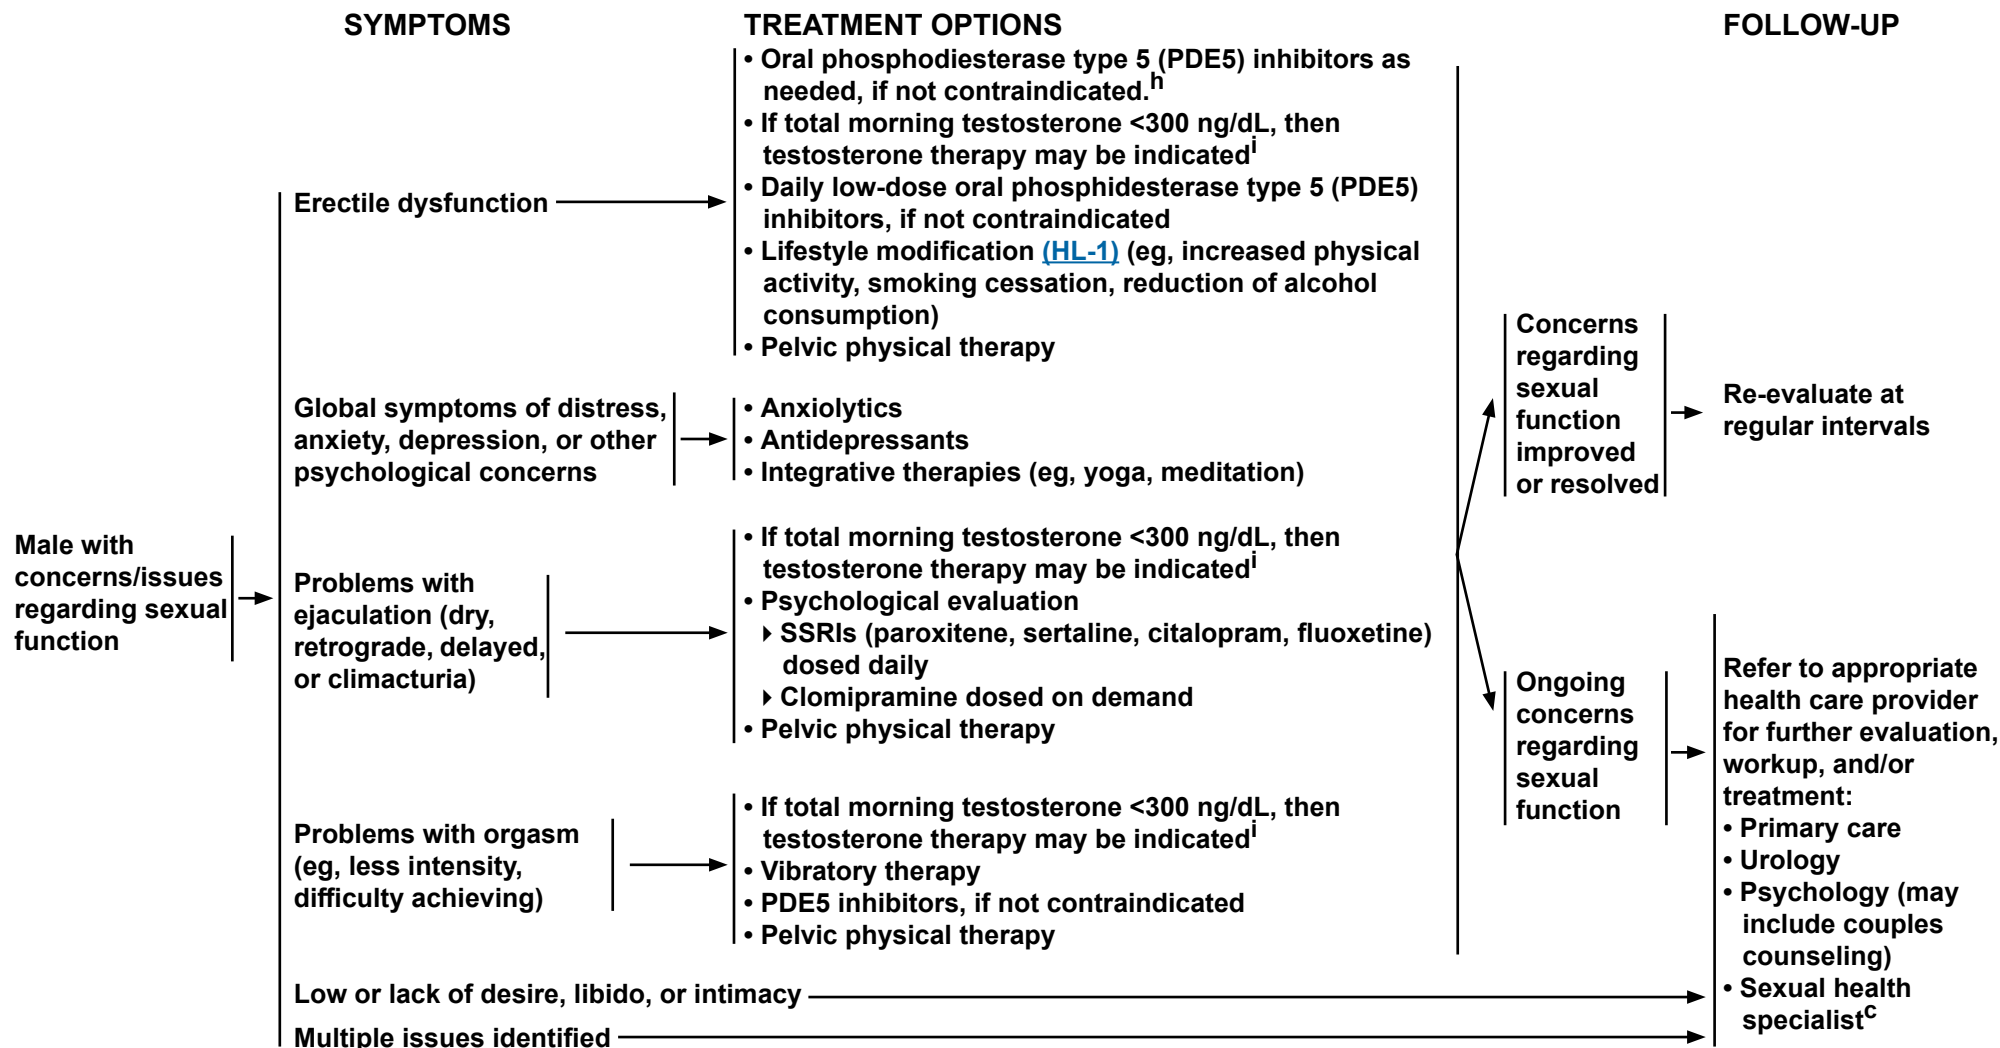 SYMPTOMS
TREATMENT OPTIONS
FOLLOW-UP
Male with
concerns/issues
regarding sexual
function
Erectile dysfunction
• Oral phosphodiesterase type 5 (PDE5) inhibitors as
needed, if not contraindicated.h
• If total morning testosterone <300 ng/dL, then
testosterone therapy may be indicatedi
• Daily low-dose oral phosphidesterase type 5 (PDE5)
inhibitors, if not contraindicated
• Lifestyle modification (HL-1) (eg, increased physical
activity, smoking cessation, reduction of alcohol
consumption)
• Pelvic physical therapy
Global symptoms of distress,
anxiety, depression, or other
psychological concerns
• Anxiolytics
• Antidepressants
• Integrative therapies (eg, yoga, meditation)
Problems with
ejaculation (dry,
retrograde, delayed,
or climacturia)
• If total morning testosterone <300 ng/dL, then
testosterone therapy may be indicatedi
• Psychological evaluation
SSRIs (paroxitene, sertaline, citalopram, fluoxetine)
dosed daily
Clomipramine dosed on demand
• Pelvic physical therapy
Problems with orgasm
(eg, less intensity,
difficulty achieving)
• If total morning testosterone <300 ng/dL, then
testosterone therapy may be indicatedi
• Vibratory therapy
• PDE5 inhibitors, if not contraindicated
• Pelvic physical therapy
Low or lack of desire, libido, or intimacy
Multiple issues identified
Concerns
regarding
sexual
function
improved
or resolved
Re-evaluate at
regular intervals
Ongoing
concerns
regarding
sexual
function
Refer to appropriate
health care provider
for further evaluation,
workup, and/or
treatment:
• Primary care
• Urology
• Psychology (may
include couples
counseling)
• Sexual health
specialistc